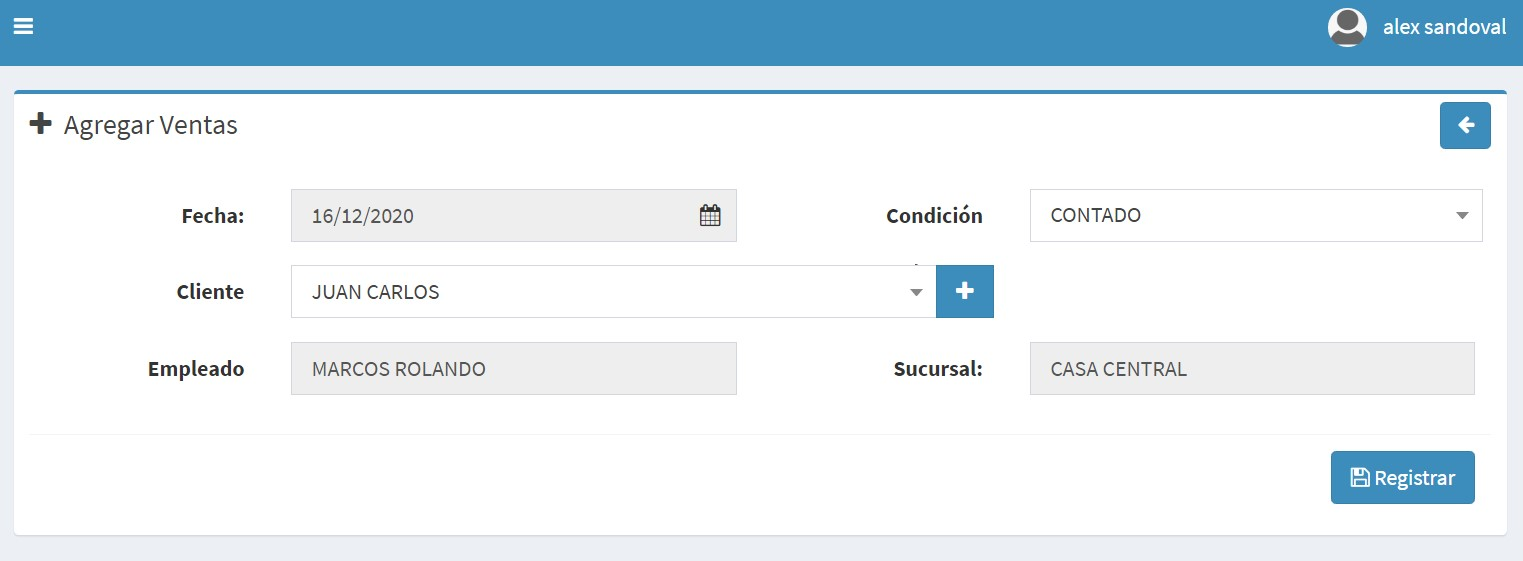 alex sandoval
Agregar Ventas
Fecha: 16/12/2020 Condición CONTADO
Cliente JUAN CARLOS
Empleado MARCOS ROLANDO Sucursal: CASA CENTRAL
Registrar